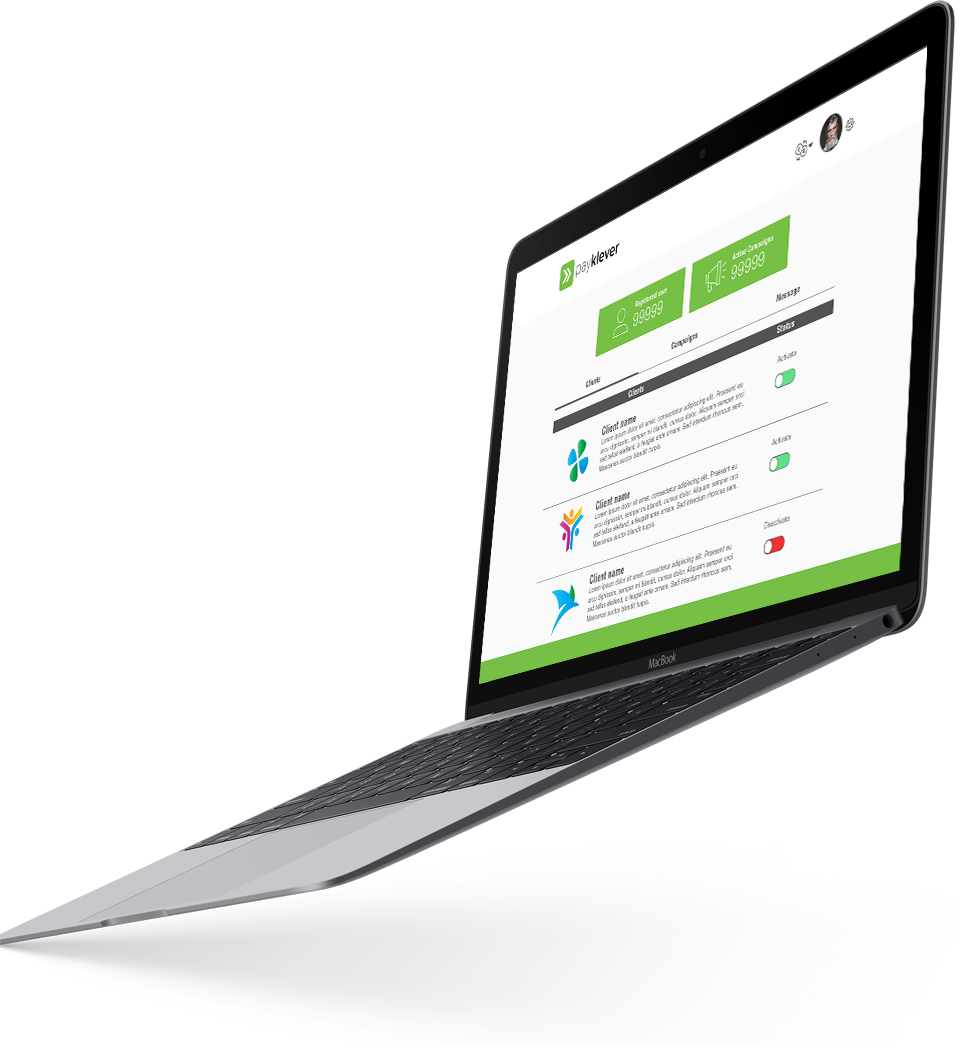 payklever
Registered user
99999
Active Campaigns
99999
Clients
Campaigns
Message
Clients
Status
Client name
Lorem ipsum dolor sit amet, consectetur adipiscing elit. Praesent eu
arcu dignissim, semper mi blandit, cursus dolor. Aliquam semper orci
sed tellus eleifend, a feugiat ante ornare. Sed interdum rhoncus sem.
Maecenas auctor blandit turpis.
Activate
Client name
Lorem ipsum dolor sit amet, consectetur adipiscing elit. Praesent eu
arcu dignissim, semper mi blandit, cursus dolor. Aliquam semper orci
sed tellus eleifend, a feugiat ante ornare. Sed interdum rhoncus sem.
Maecenas auctor blandit turpis.
Activate
Client name
Lorem ipsum dolor sit amet, consectetur adipiscing elit. Praesent eu
arcu dignissim, semper mi blandit, cursus dolor. Aliquam semper orci
sed tellus eleifend, a feugiat ante ornare. Sed interdum rhoncus sem.
Maecenas auctor blandit turpis.
Deactivate
MacBook